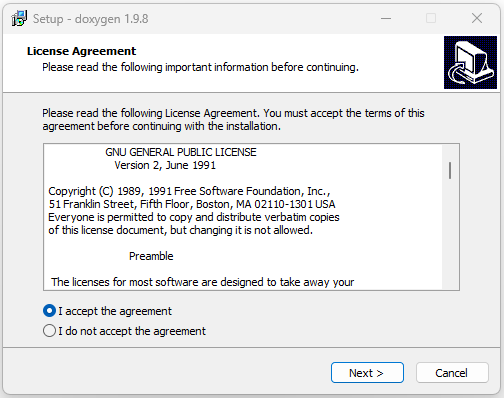 Setup - doxygen 1.9.8
License Agreement
Please read the following important information before continuing.
Please read the following License Agreement. You must accept the terms of this
agreement before continuing with the installation.
GNU GENERAL PUBLIC LICENSE
Version 2, June 1991
Copyright (C) 1989, 1991 Free Software Foundation, Inc.,
51 Franklin Street, Fifth Floor, Boston, MA 02110-1301 USA
Everyone is permitted to copy and distribute verbatim copies
of this license document, but changing it is not allowed.
Preamble
The licenses for most software are designed to take away your
I accept the agreement
I do not accept the agreement
Next >
Cancel